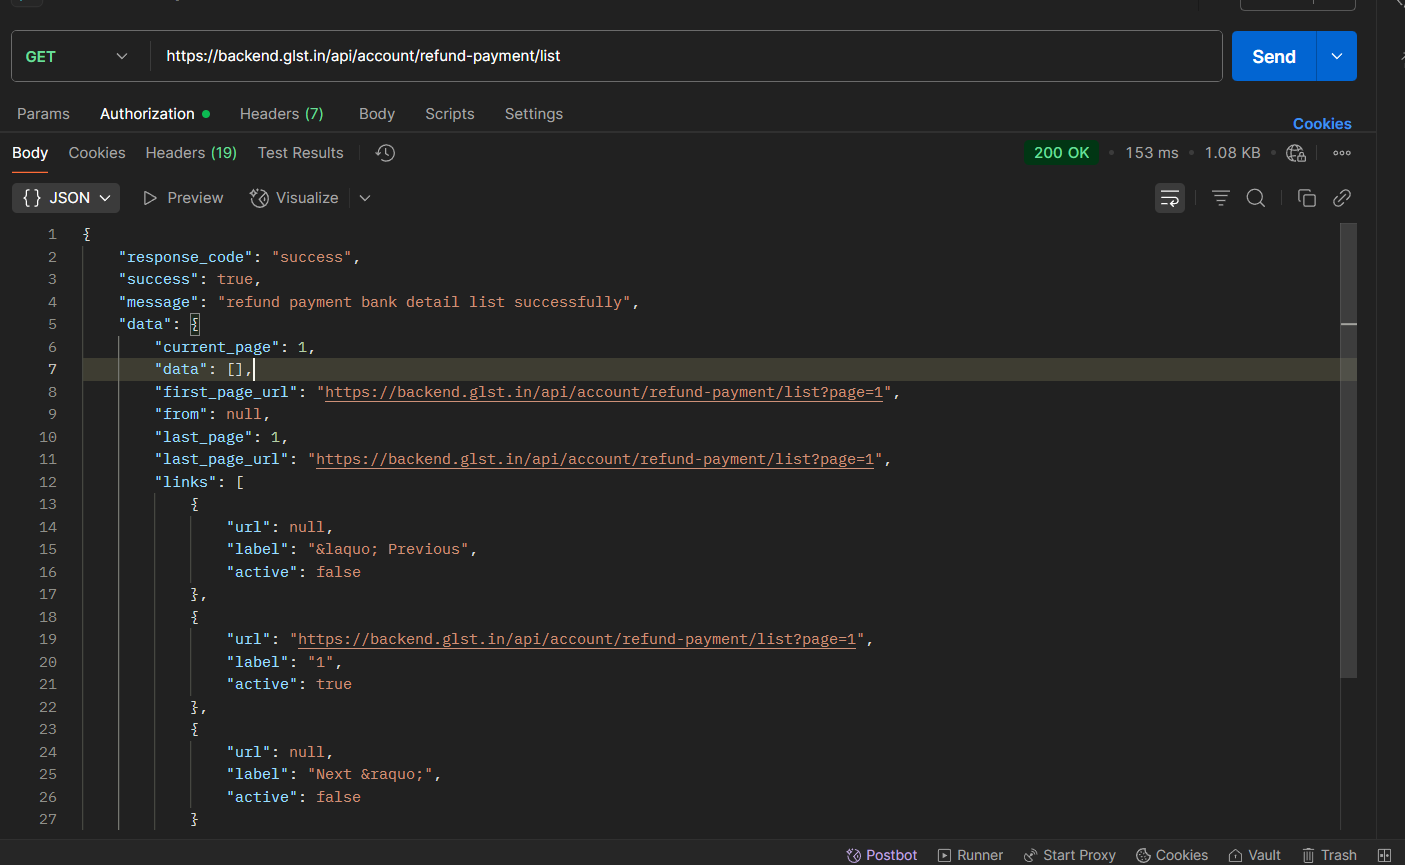 GET https://backend.glst.in/api/account/refund-payment/list Send
Params Authorization Headers (7) Body Scripts Settings Cookies
Body Cookies Headers (19) Test Results 200 OK 153 ms 1.08 KB
{} JSON Preview Visualize
1 {
2 "response_code": "success",
3 "success": true,
4 "message": "refund payment bank detail list successfully",
5 "data": {
6 "current_page": 1,
7 "data": [],
8 "first_page_url": "https://backend.glst.in/api/account/refund-payment/list?page=1",
9 "from": null,
10 "last_page": 1,
11 "last_page_url": "https://backend.glst.in/api/account/refund-payment/list?page=1",
12 "links": [
13 {
14 "url": null,
15 "label": "&laquo; Previous",
16 "active": false
17 },
18 {
19 "url": "https://backend.glst.in/api/account/refund-payment/list?page=1",
20 "label": "1",
21 "active": true
22 },
23 {
24 "url": null,
25 "label": "Next &raquo;",
26 "active": false
27 }
Postbot Runner Start Proxy Cookies Vault Trash